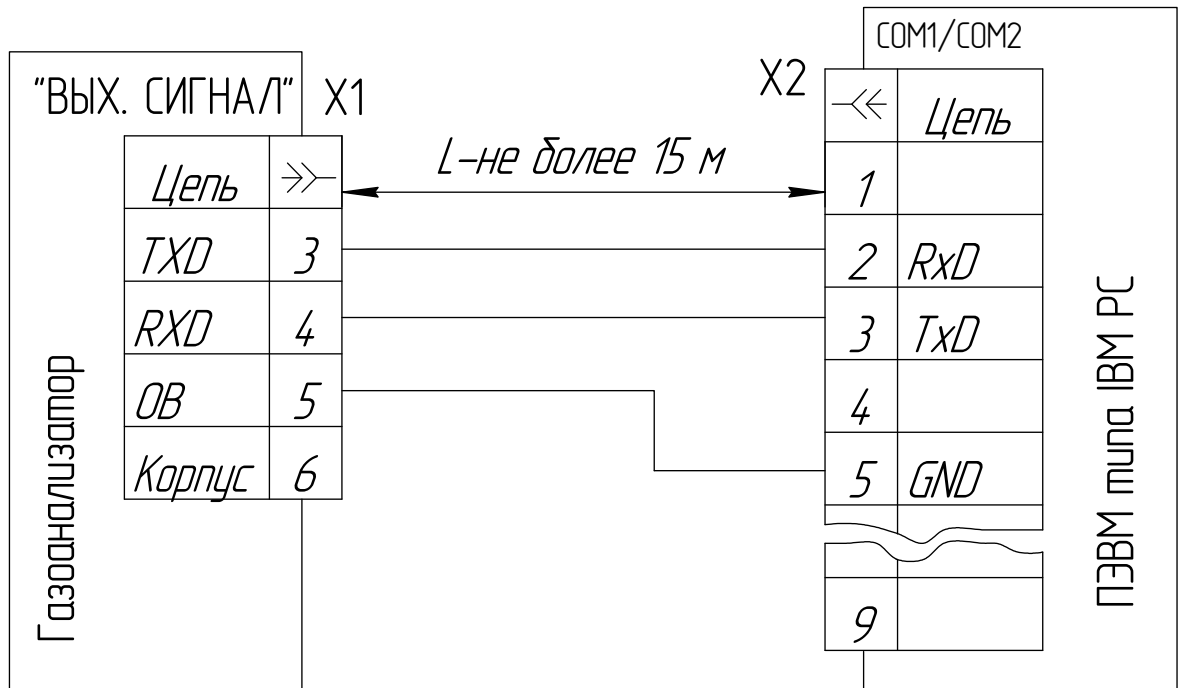 COM1/COM2
"ВЫХ. СИГНАЛ" X1
X2
Цепь
L-не более 15 м
Цепь
TXD 3
RXD 4
ОВ 5
Корпус 6
1
2 RxD
3 TxD
4
5 GND
9
Газоанализатор
ПЭВМ типа IBM PC